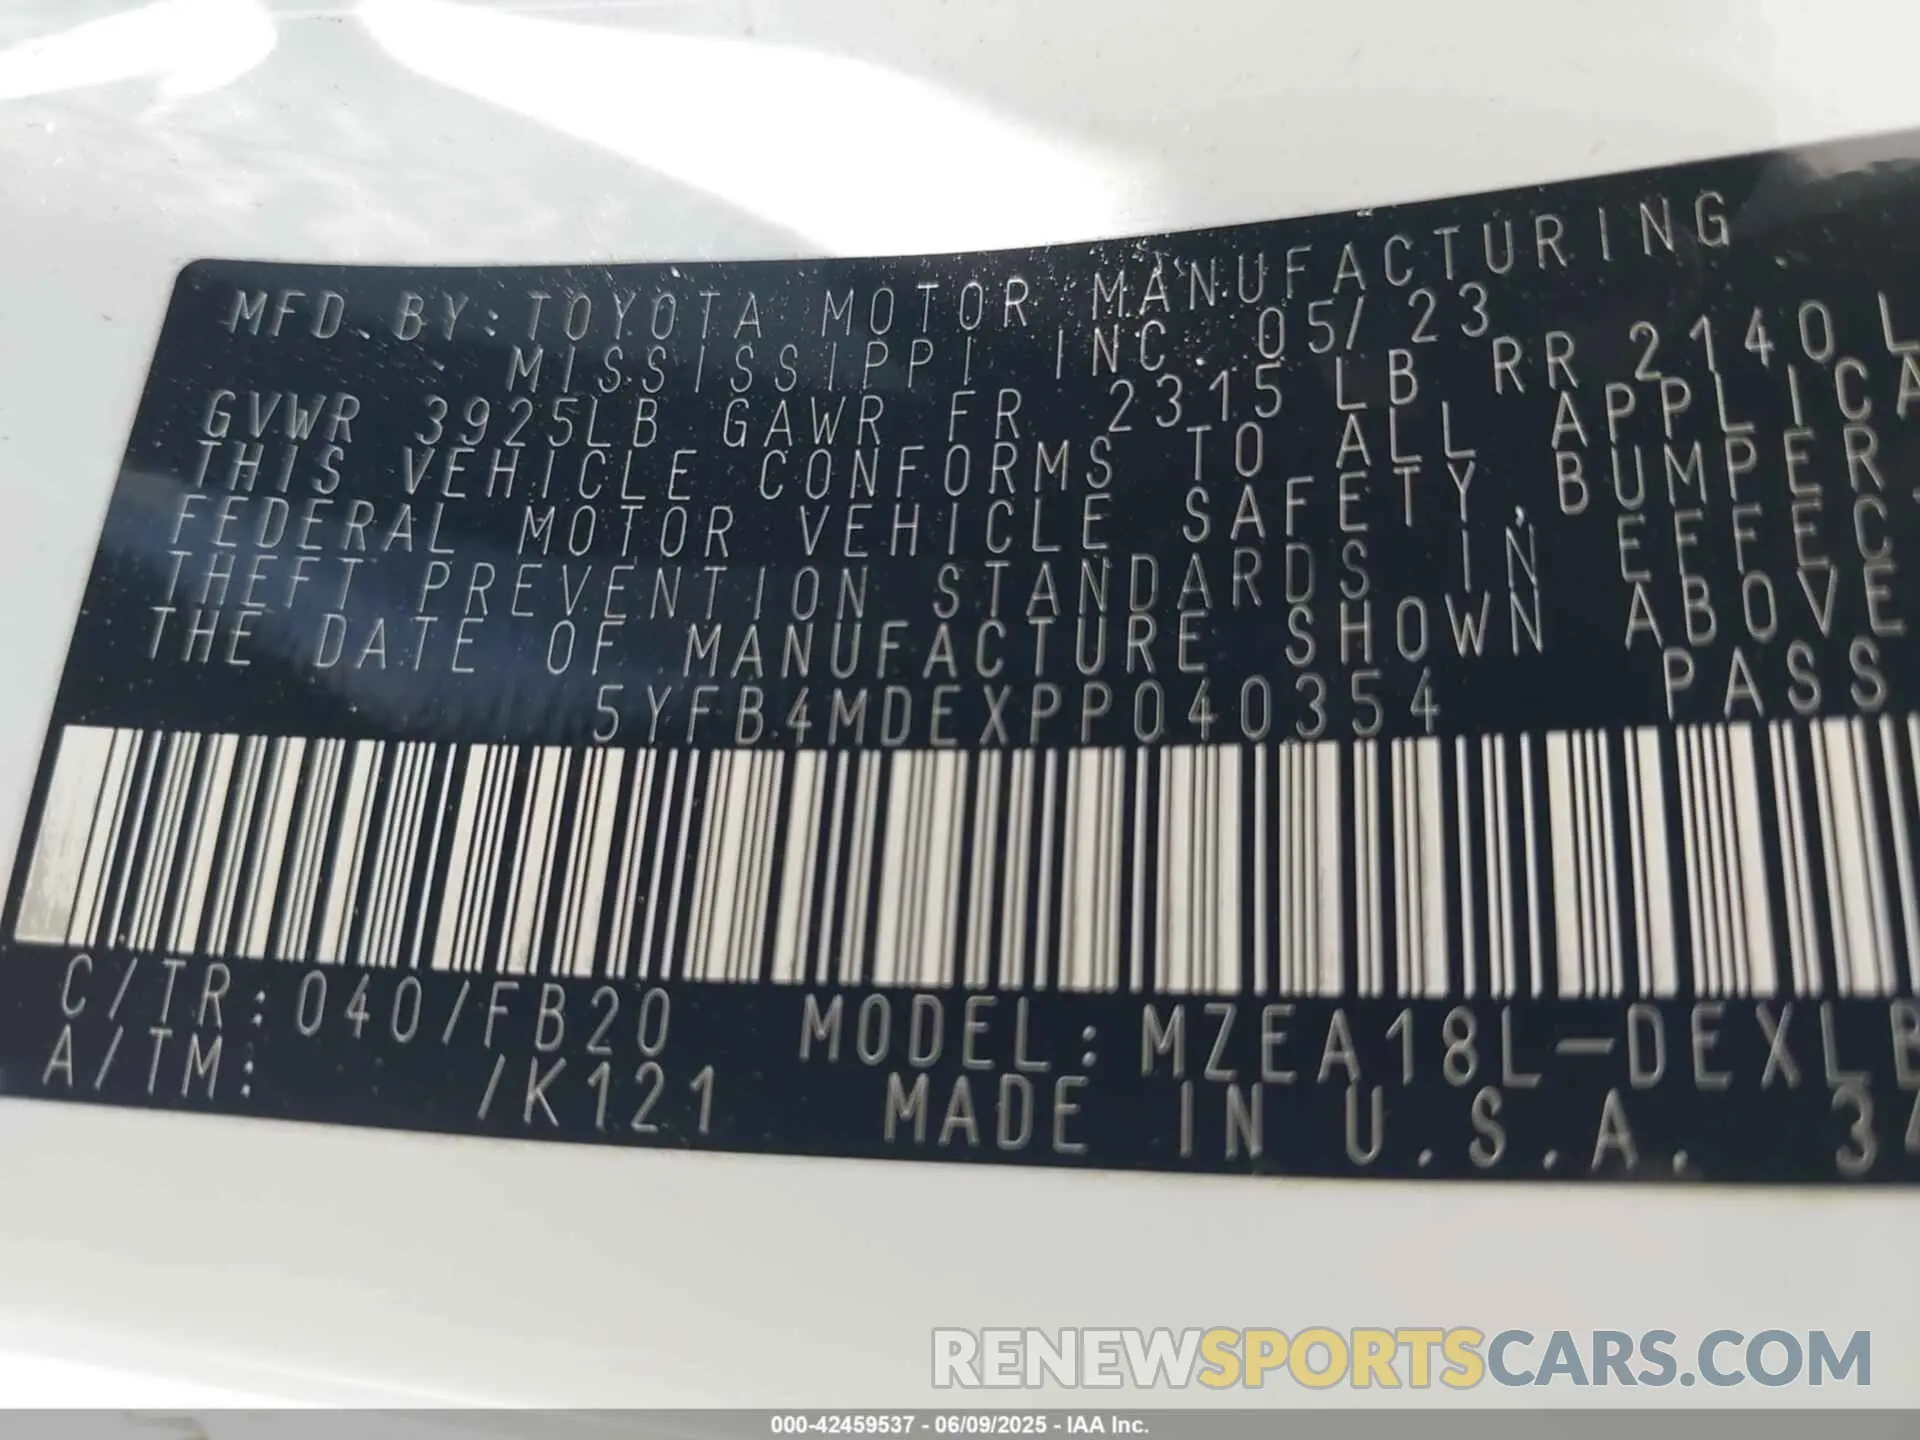 MFD. BY: TOYOTA MOTOR MANUFACTURING
MISSISSIPPI INC. 05/23
GVWR 3925LB GAWR FR 2315 LB RR 2140 L
THIS VEHICLE CONFORMS TO ALL APPLICA
FEDERAL MOTOR VEHICLE SAFETY, BUMPER,
THEFT PREVENTION STANDARDS IN EFFEC
THE DATE OF MANUFACTURE SHOWN ABOVE
5YFB4MDEXPP040354 PASS
C/TR: 040/FB20 MODEL: MZEA18L-DEXLB
A/TM: /K121 MADE IN U.S.A. 34
RENEWSPORTSCARS.COM
000-42459537 - 06/09/2025 - IAA Inc.